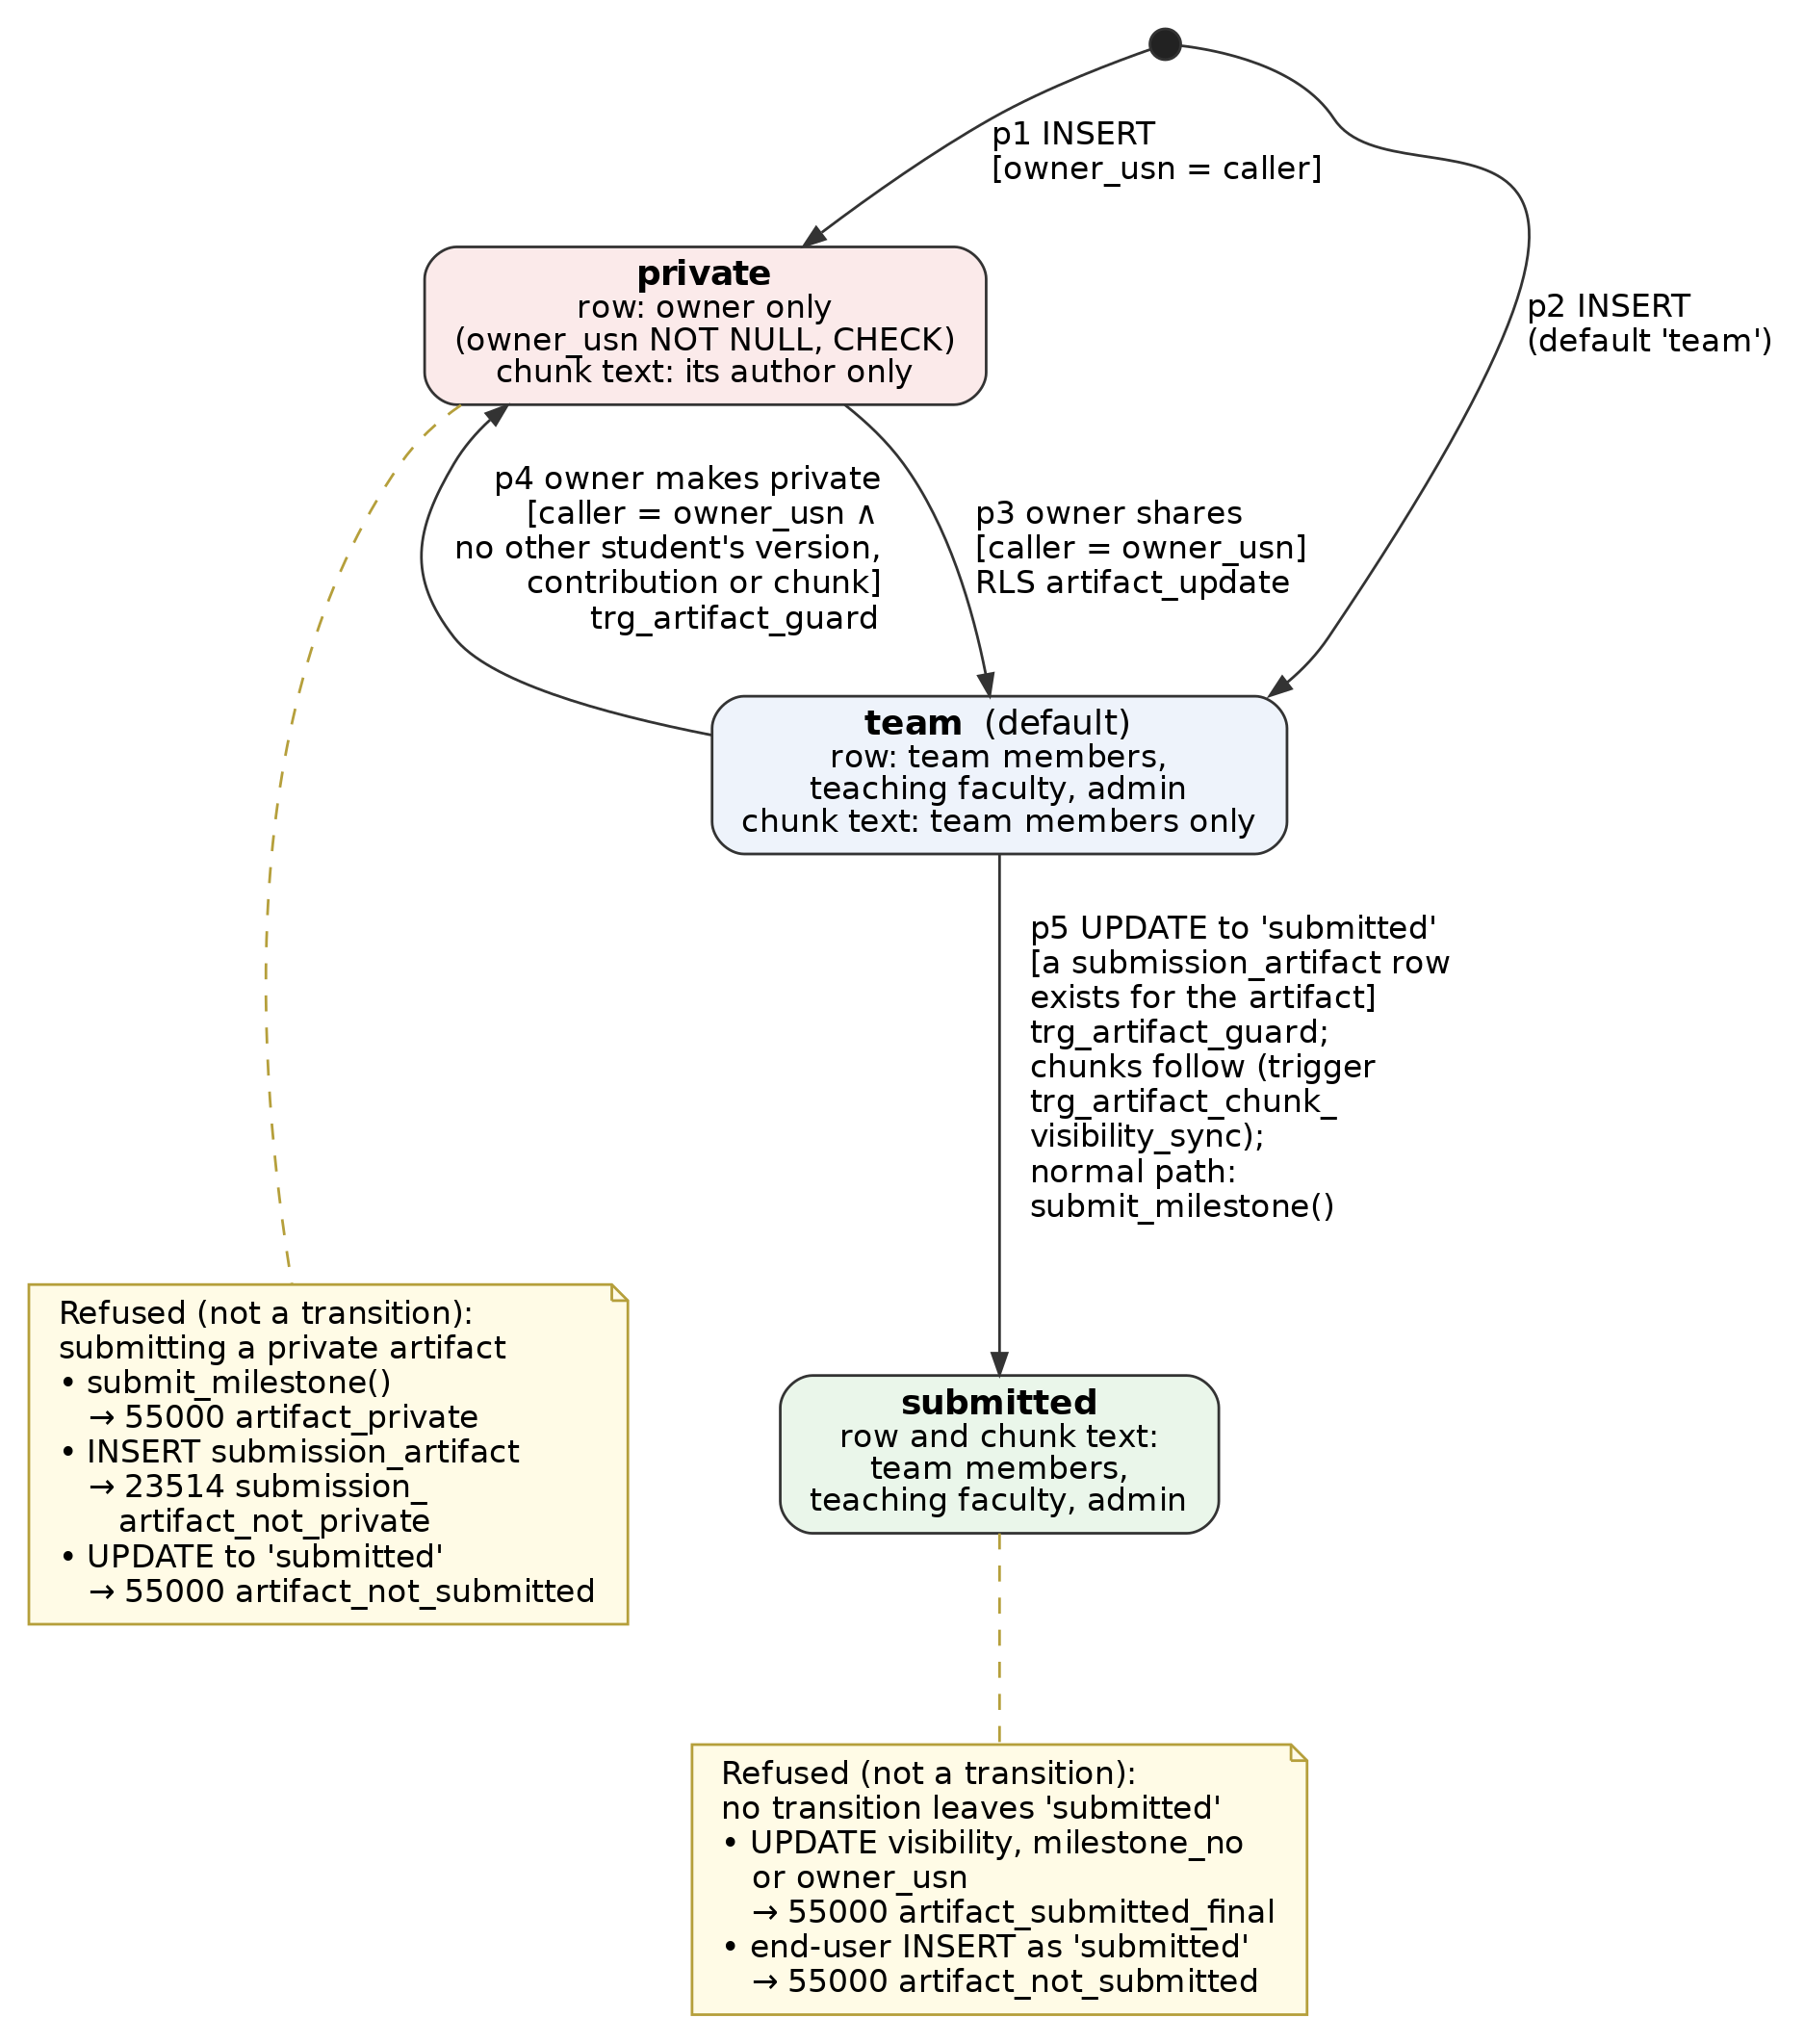 p1 INSERT
[owner_usn = caller]
private
row: owner only
(owner_usn NOT NULL, CHECK)
chunk text: its author only
p2 INSERT
(default 'team')
p4 owner makes private
[caller = owner_usn ∧
no other student's version,
contribution or chunk]
trg_artifact_guard
p3 owner shares
[caller = owner_usn]
RLS artifact_update
team (default)
row: team members,
teaching faculty, admin
chunk text: team members only
p5 UPDATE to 'submitted'
[a submission_artifact row
exists for the artifact]
trg_artifact_guard;
chunks follow (trigger
trg_artifact_chunk_
visibility_sync);
normal path:
submit_milestone()
Refused (not a transition):
submitting a private artifact
• submit_milestone()
→ 55000 artifact_private
• INSERT submission_artifact
→ 23514 submission_
artifact_not_private
• UPDATE to 'submitted'
→ 55000 artifact_not_submitted
submitted
row and chunk text:
team members,
teaching faculty, admin
Refused (not a transition):
no transition leaves 'submitted'
• UPDATE visibility, milestone_no
or owner_usn
→ 55000 artifact_submitted_final
• end-user INSERT as 'submitted'
→ 55000 artifact_not_submitted